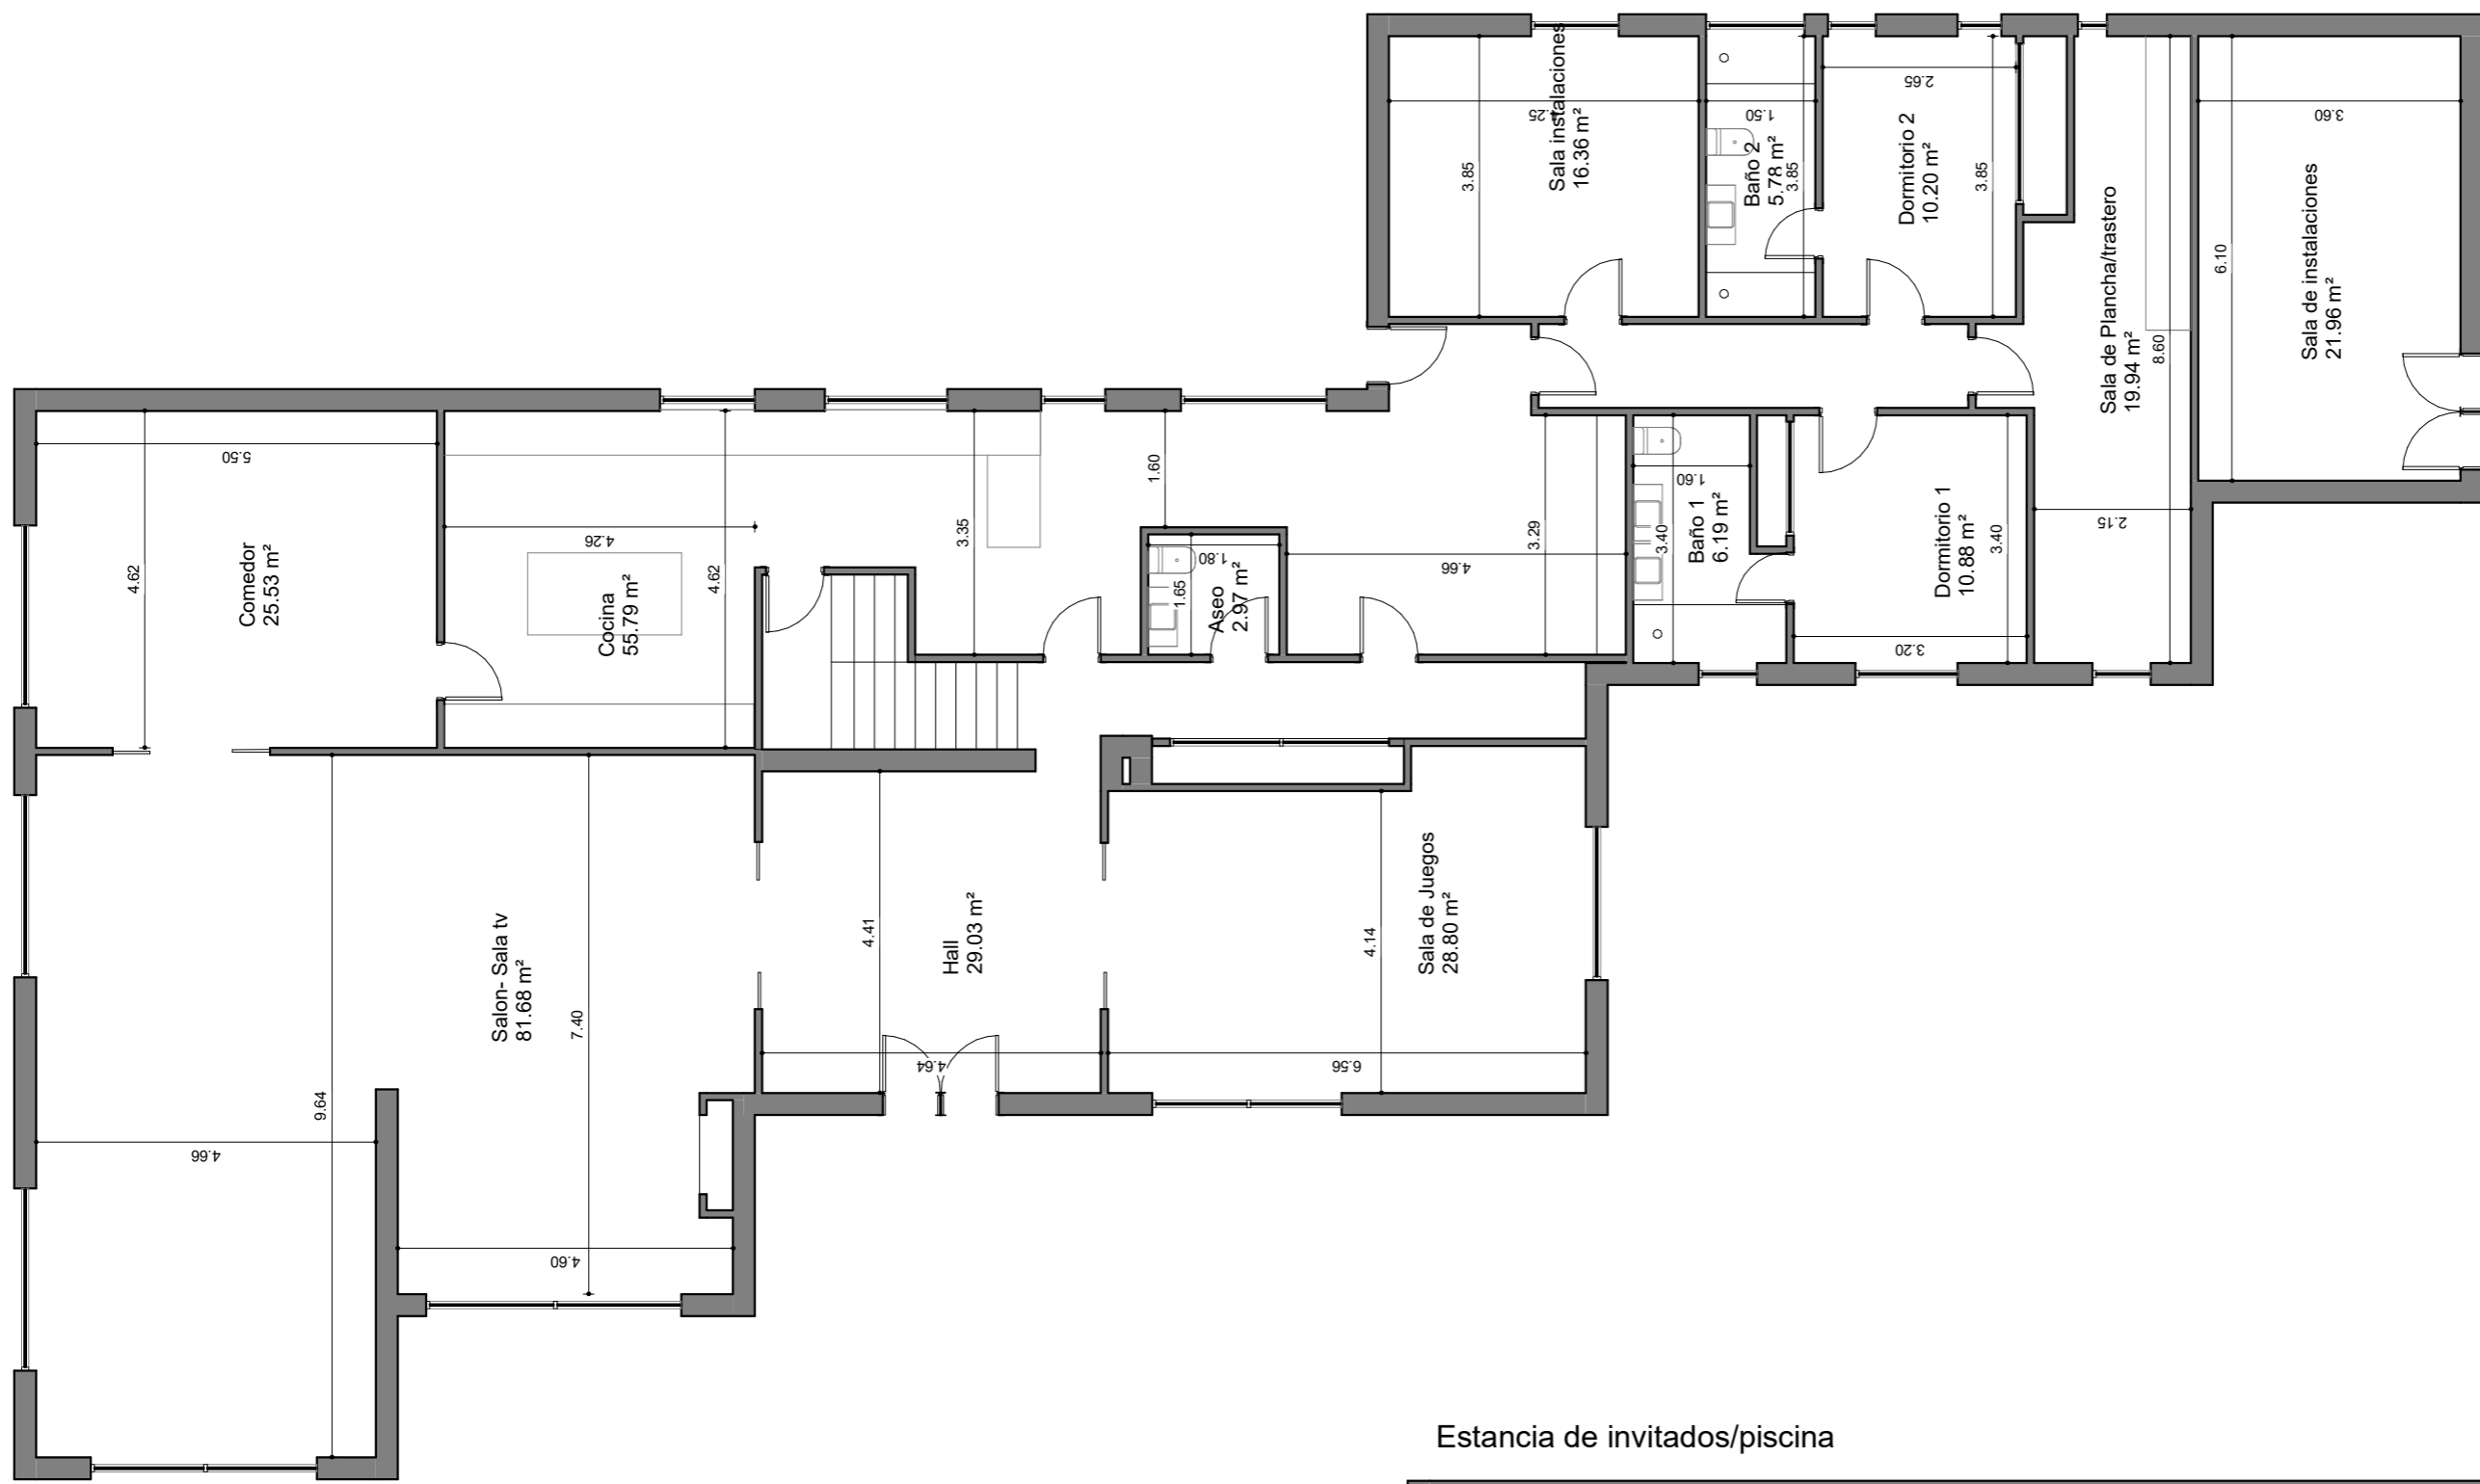 Sala instalaciones
16.36 m²
4.25
3.85
Baño 2
5.78 m²
1.50
3.85
Dormitorio 2
10.20 m²
2.65
3.85
Sala de Plancha/trastero
19.94 m²
8.60
2.15
Sala de instalaciones
21.96 m²
3.60
6.10
Comedor
25.53 m²
5.50
4.62
Cocina
55.79 m²
4.26
4.62
3.35
1.60
Aseo
2.97 m²
1.80
1.65
4.66
3.29
Baño 1
6.19 m²
1.60
3.40
Dormitorio 1
10.88 m²
3.20
3.40
Salon- Sala tv
81.68 m²
7.40
9.64
4.66
4.60
Hall
29.03 m²
4.41
4.64
Sala de Juegos
28.80 m²
4.14
6.56
Estancia de invitados/piscina